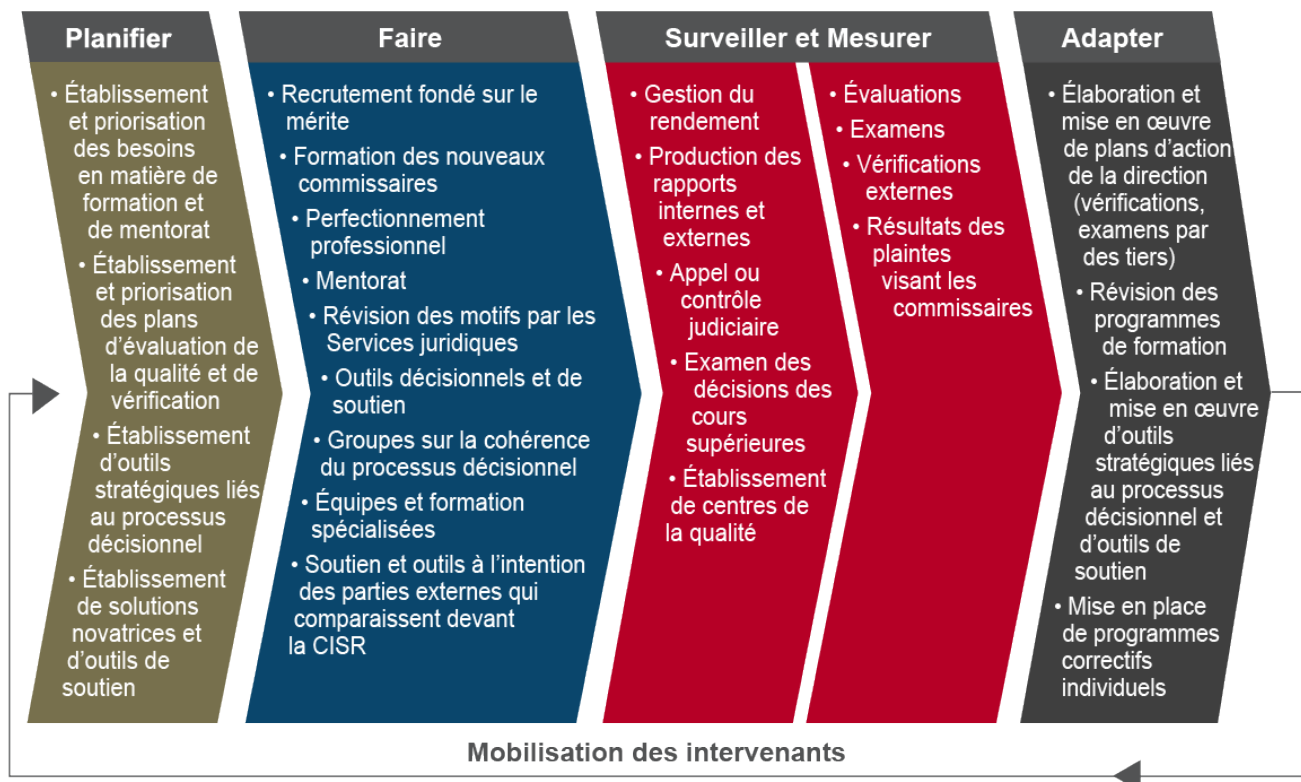 Planifier
• Établissement
et priorisation
des besoins
en matière de
formation et
de mentorat
• Établissement
et priorisation
des plans
d'évaluation de
la qualité et de
vérification
• Établissement
d'outils
stratégiques liés
au processus
décisionnel
• Établissement
de solutions
novatrices et
d'outils de
soutien
Faire
• Recrutement fondé sur le
mérite
• Formation des nouveaux
commissaires
• Perfectionnement
professionnel
• Mentorat
• Révision des motifs par les
Services juridiques
• Outils décisionnels et de
soutien
• Groupes sur la cohérence
du processus décisionnel
• Équipes et formation
spécialisées
• Soutien et outils à l'intention
des parties externes qui
comparaissent devant
la CISR
Surveiller et Mesurer
• Gestion du
rendement
• Production des
rapports
internes et
externes
• Appel ou
contrôle
judiciaire
• Examen des
décisions des
cours
supérieures
• Établissement
de centres de
la qualité
• Évaluations
• Examens
• Vérifications
externes
• Résultats des
plaintes
visant les
commissaires
Adapter
• Élaboration et
mise en œuvre
de plans d'action
de la direction
(vérifications,
examens par
des tiers)
• Révision des
programmes
de formation
• Élaboration et
mise en œuvre
d'outils
stratégiques liés
au processus
décisionnel et
d'outils de
soutien
• Mise en place
de programmes
correctifs
individuels
Mobilisation des intervenants